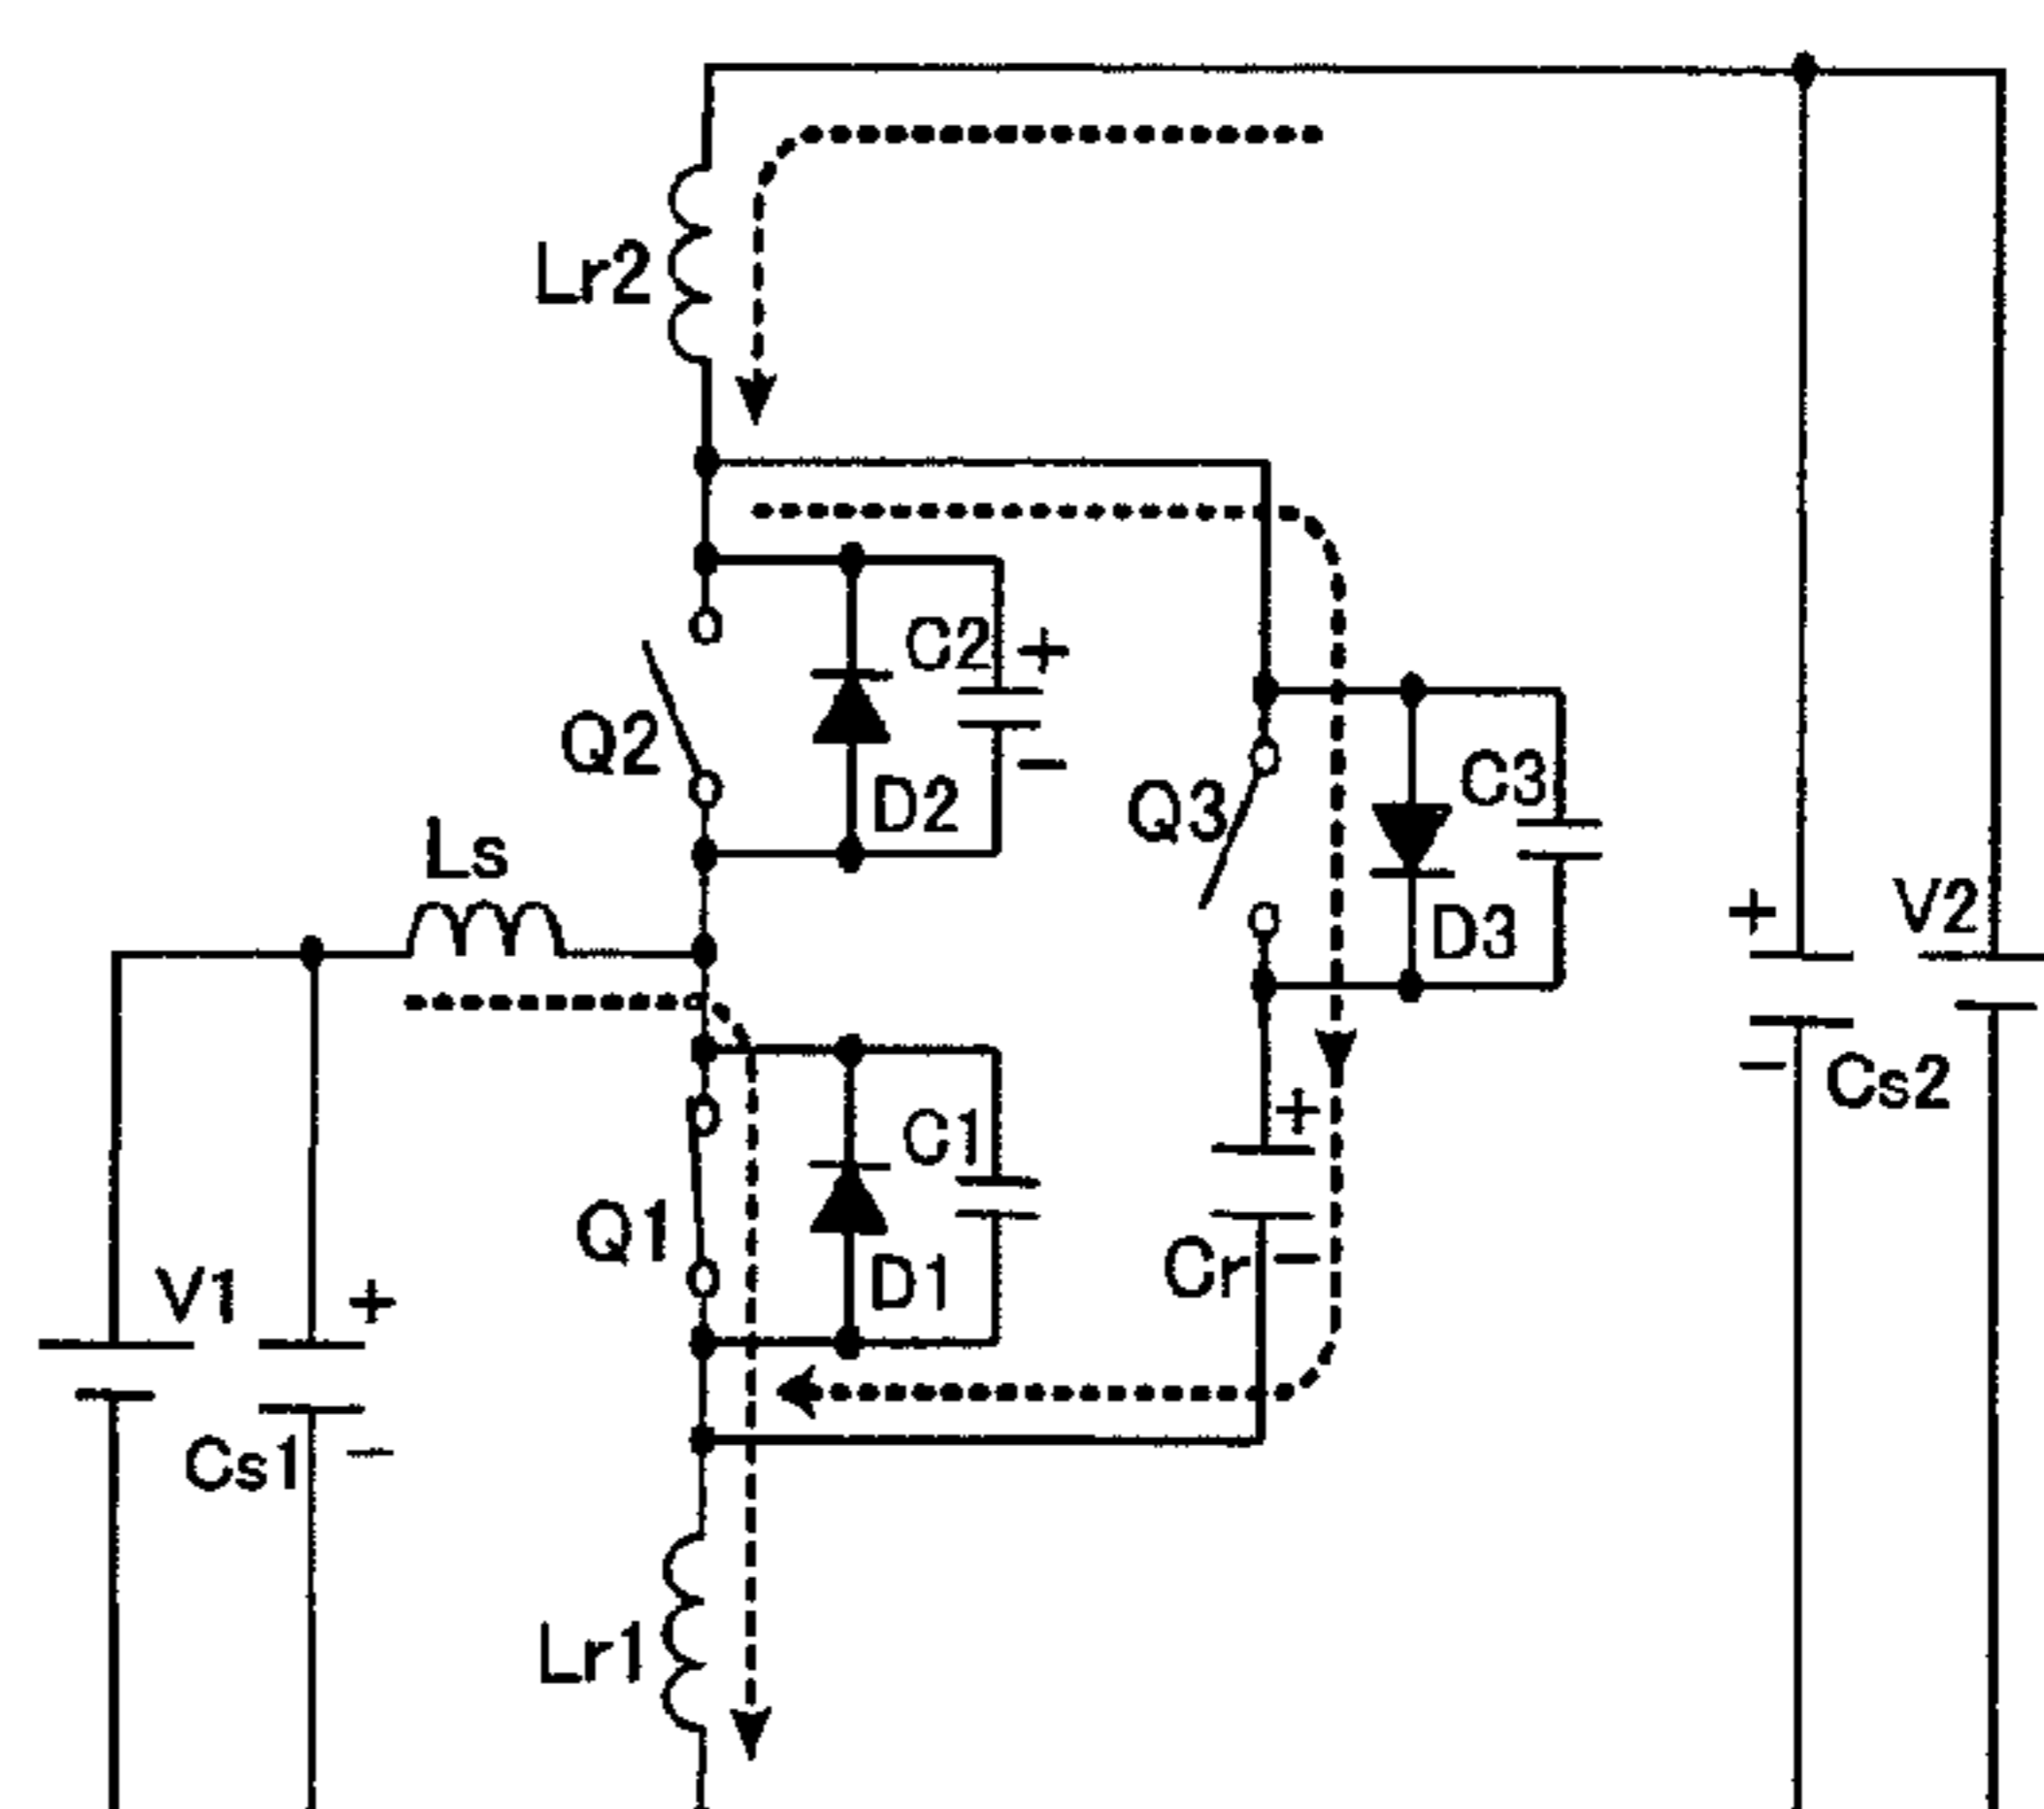 Lr2
C2 +
Q2
-
D2
C3
Q3
Ls
D3
+
V2
-
Cs2
C1
+
Q1
D1
Cr -
V1
+
Cs1 -
Lr1